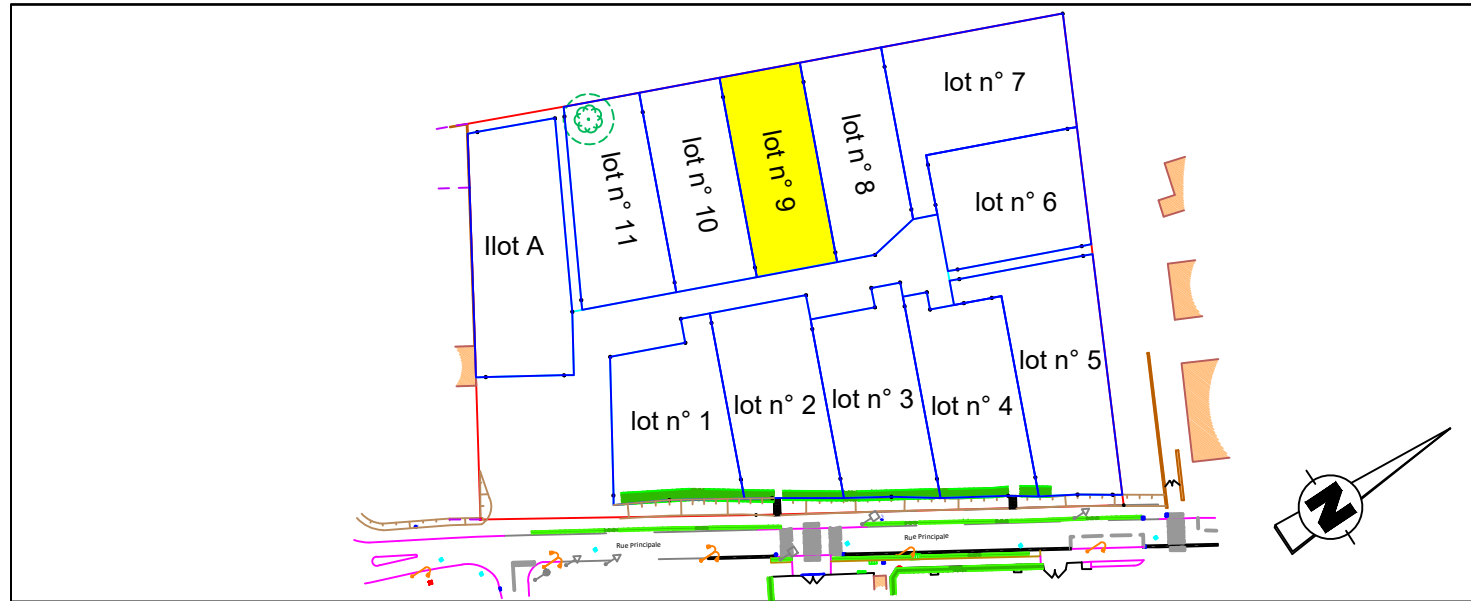 lot n° 7
lot n° 8
lot n° 9
lot n° 10
lot n° 11
lot n° 6
Ilot A
lot n° 5
lot n° 4
lot n° 3
lot n° 2
lot n° 1
N
Rue Principale
Rue Principale